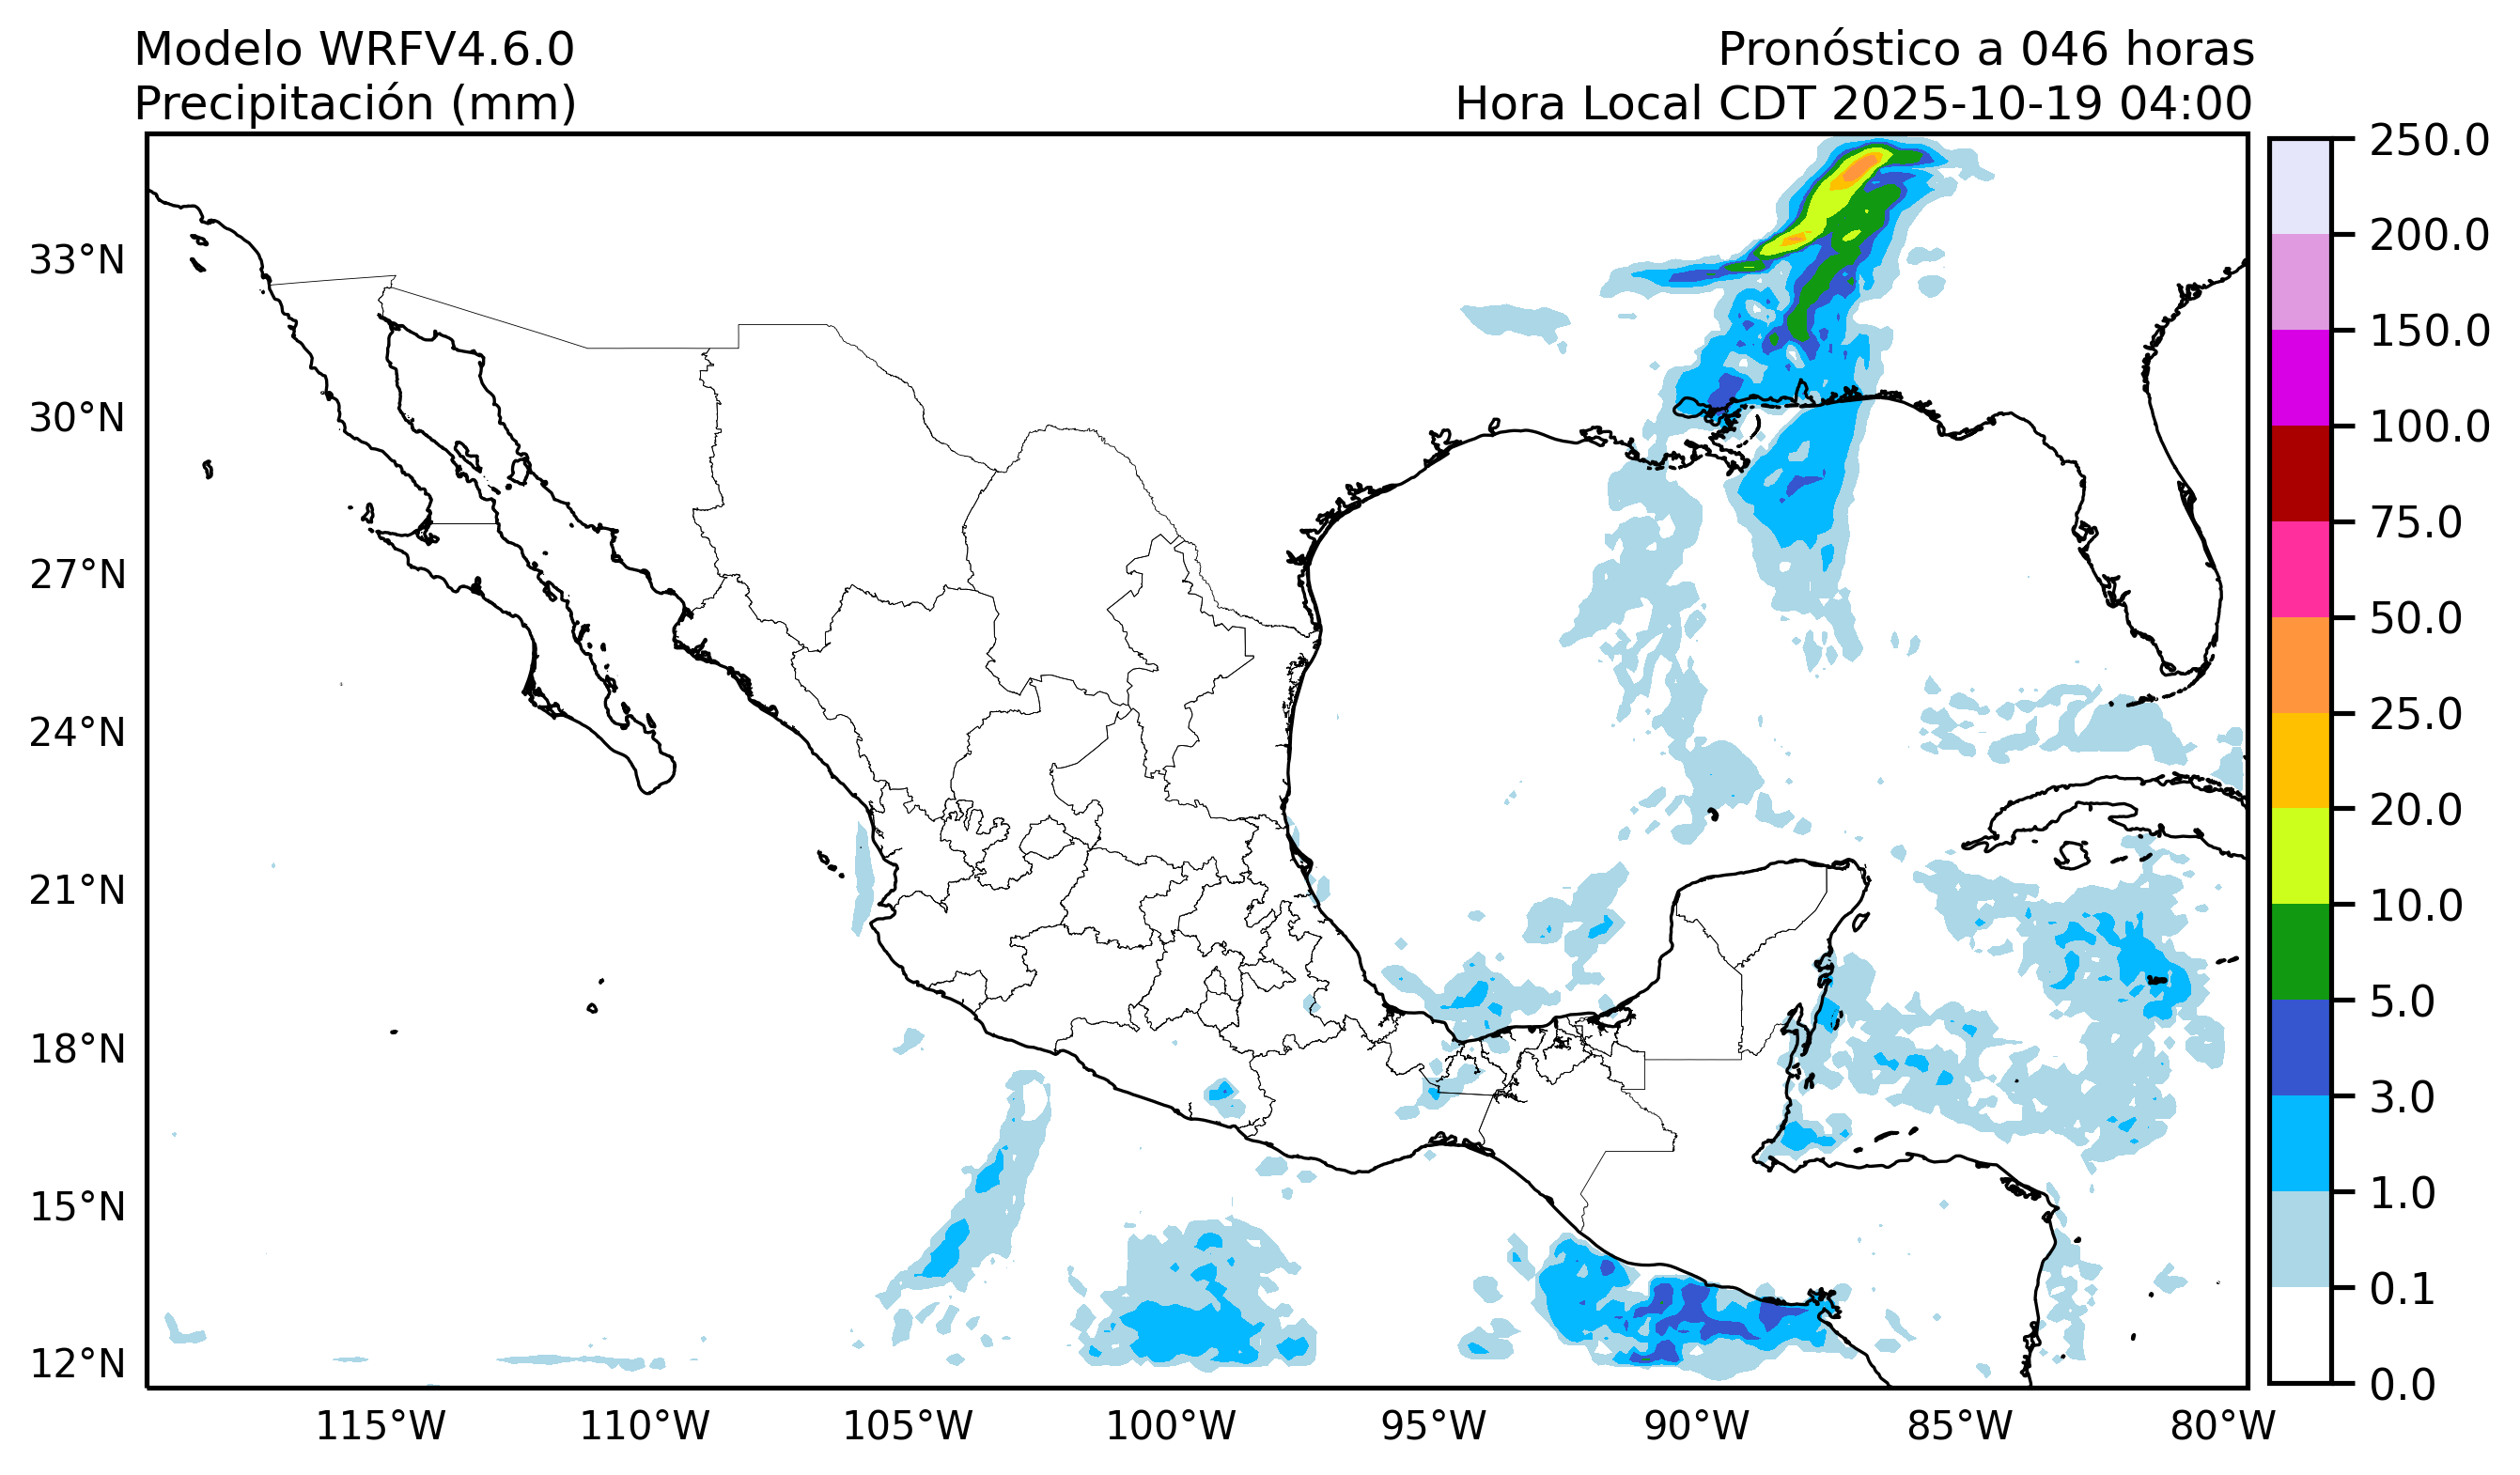 Modelo WRFV4.6.0
Precipitación (mm)
Pronóstico a 046 horas
Hora Local CDT 2025-10-19 04:00
33°N
30°N
27°N
24°N
21°N
18°N
15°N
12°N
115°W
110°W
105°W
100°W
95°W
90°W
85°W
80°W
250.0
200.0
150.0
100.0
75.0
50.0
25.0
20.0
10.0
5.0
3.0
1.0
0.1
0.0